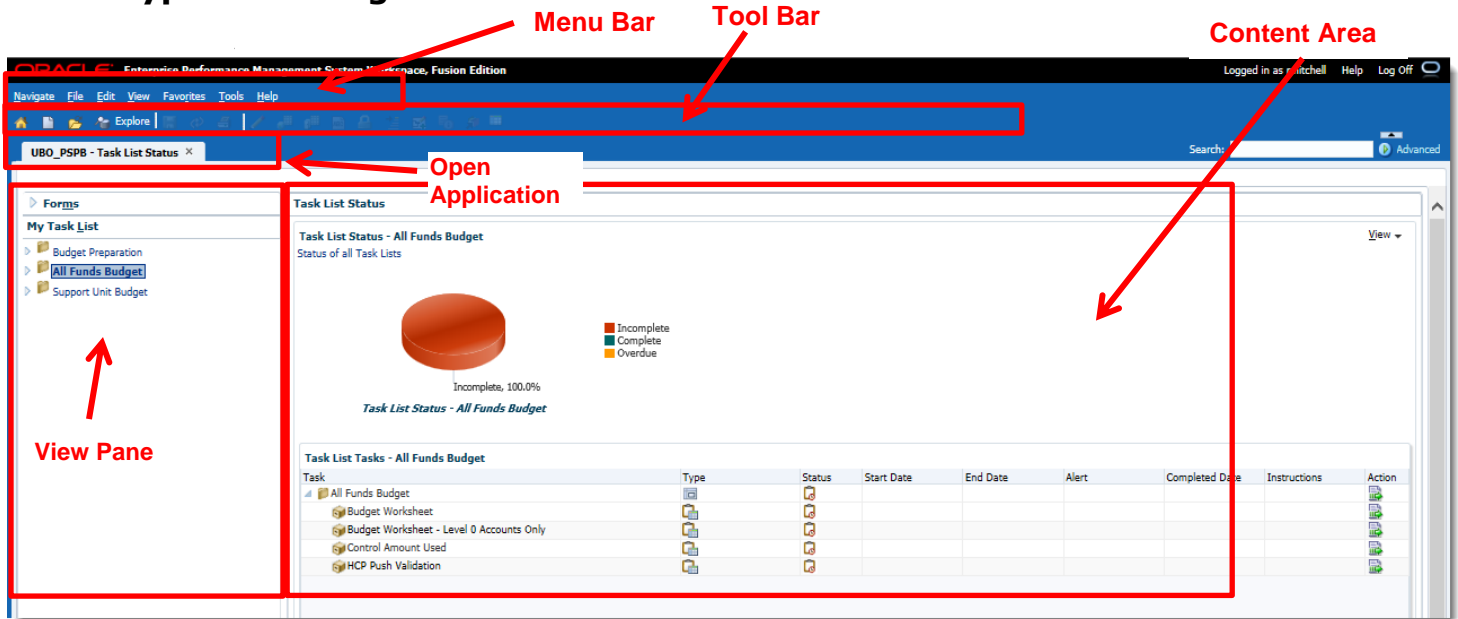 Menu Bar
Tool Bar
Content Area
ORACLE Enterprise Performance Management System Workspace, Fusion Edition
Logged in as mitchell Help Log Off
Navigate File Edit View Favorites Tools Help
Explore
UBO_PSPB - Task List Status ×
Search:
Advanced
Open
Application
Forms
Task List Status
My Task List
Budget Preparation
All Funds Budget
Support Unit Budget
Task List Status - All Funds Budget
View
Status of all Task Lists
Incomplete
Complete
Overdue
Incomplete, 100.0%
Task List Status - All Funds Budget
View Pane
Task List Tasks - All Funds Budget
Task Type Status Start Date End Date Alert Completed Date Instructions Action
All Funds Budget
Budget Worksheet
Budget Worksheet - Level 0 Accounts Only
Control Amount Used
HCP Push Validation